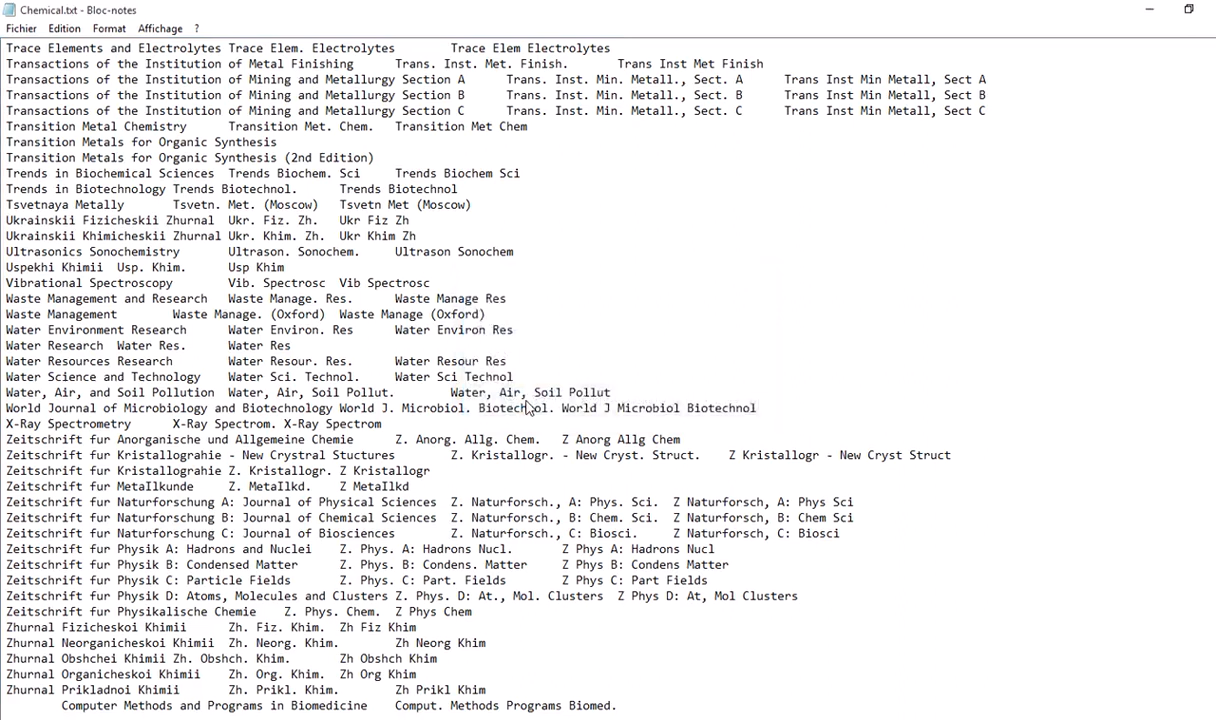 Chemical.txt - Bloc-notes
Fichier Edition Format Affichage ?
Trace Elements and Electrolytes Trace Elem. Electrolytes Trace Elem Electrolytes
Transactions of the Institution of Metal Finishing Trans. Inst. Met. Finish. Trans Inst Met Finish
Transactions of the Institution of Mining and Metallurgy Section A Trans. Inst. Min. Metall., Sect. A Trans Inst Min Metall, Sect A
Transactions of the Institution of Mining and Metallurgy Section B Trans. Inst. Min. Metall., Sect. B Trans Inst Min Metall, Sect B
Transactions of the Institution of Mining and Metallurgy Section C Trans. Inst. Min. Metall., Sect. C Trans Inst Min Metall, Sect C
Transition Metal Chemistry Transition Met. Chem. Transition Met Chem
Transition Metals for Organic Synthesis
Transition Metals for Organic Synthesis (2nd Edition)
Trends in Biochemical Sciences Trends Biochem. Sci Trends Biochem Sci
Trends in Biotechnology Trends Biotechnol. Trends Biotechnol
Tsvetnaya Metally Tsvetn. Met. (Moscow) Tsvetn Met (Moscow)
Ukrainskii Fizicheskii Zhurnal Ukr. Fiz. Zh. Ukr Fiz Zh
Ukrainskii Khimicheskii Zhurnal Ukr. Khim. Zh. Ukr Khim Zh
Ultrasonics Sonochemistry Ultrason. Sonochem. Ultrason Sonochem
Uspekhi Khimii Usp. Khim. Usp Khim
Vibrational Spectroscopy Vib. Spectrosc Vib Spectrosc
Waste Management and Research Waste Manage. Res. Waste Manage Res
Waste Management Waste Manage. (Oxford) Waste Manage (Oxford)
Water Environment Research Water Environ. Res Water Environ Res
Water Research Water Res. Water Res
Water Resources Research Water Resour. Res. Water Resour Res
Water Science and Technology Water Sci. Technol. Water Sci Technol
Water, Air, and Soil Pollution Water, Air, Soil Pollut. Water, Air, Soil Pollut
World Journal of Microbiology and Biotechnology World J. Microbiol. Biotechnol. World J Microbiol Biotechnol
X-Ray Spectrometry X-Ray Spectrom. X-Ray Spectrom
Zeitschrift fur Anorganische und Allgemeine Chemie Z. Anorg. Allg. Chem. Z Anorg Allg Chem
Zeitschrift fur Kristallograhie - New Crystral Stuctures Z. Kristallogr. - New Cryst. Struct. Z Kristallogr - New Cryst Struct
Zeitschrift fur Kristallograhie Z. Kristallogr. Z Kristallogr
Zeitschrift fur MetaIlkunde Z. MetaIlkd. Z MetaIlkd
Zeitschrift fur Naturforschung A: Journal of Physical Sciences Z. Naturforsch., A: Phys. Sci. Z Naturforsch, A: Phys Sci
Zeitschrift fur Naturforschung B: Journal of Chemical Sciences Z. Naturforsch., B: Chem. Sci. Z Naturforsch, B: Chem Sci
Zeitschrift fur Naturforschung C: Journal of Biosciences Z. Naturforsch., C: Biosci. Z Naturforsch, C: Biosci
Zeitschrift fur Physik A: Hadrons and Nuclei Z. Phys. A: Hadrons Nucl. Z Phys A: Hadrons Nucl
Zeitschrift fur Physik B: Condensed Matter Z. Phys. B: Condens. Matter Z Phys B: Condens Matter
Zeitschrift fur Physik C: Particle Fields Z. Phys. C: Part. Fields Z Phys C: Part Fields
Zeitschrift fur Physik D: Atoms, Molecules and Clusters Z. Phys. D: At., Mol. Clusters Z Phys D: At, Mol Clusters
Zeitschrift fur Physikalische Chemie Z. Phys. Chem. Z Phys Chem
Zhurnal Fizicheskoi Khimii Zh. Fiz. Khim. Zh Fiz Khim
Zhurnal Neorganicheskoi Khimii Zh. Neorg. Khim. Zh Neorg Khim
Zhurnal Obshchei Khimii Zh. Obshch. Khim. Zh Obshch Khim
Zhurnal Organicheskoi Khimii Zh. Org. Khim. Zh Org Khim
Zhurnal Prikladnoi Khimii Zh. Prikl. Khim. Zh Prikl Khim
Computer Methods and Programs in Biomedicine Comput. Methods Programs Biomed.